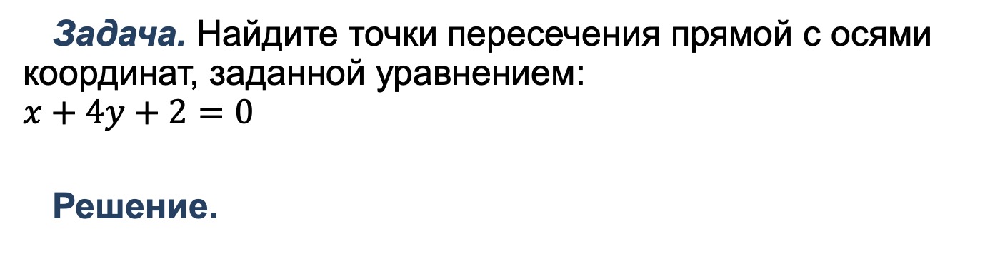 Задача. Найдите точки пересечения прямой с осями
координат, заданной уравнением:
x + 4y + 2 = 0
Решение.